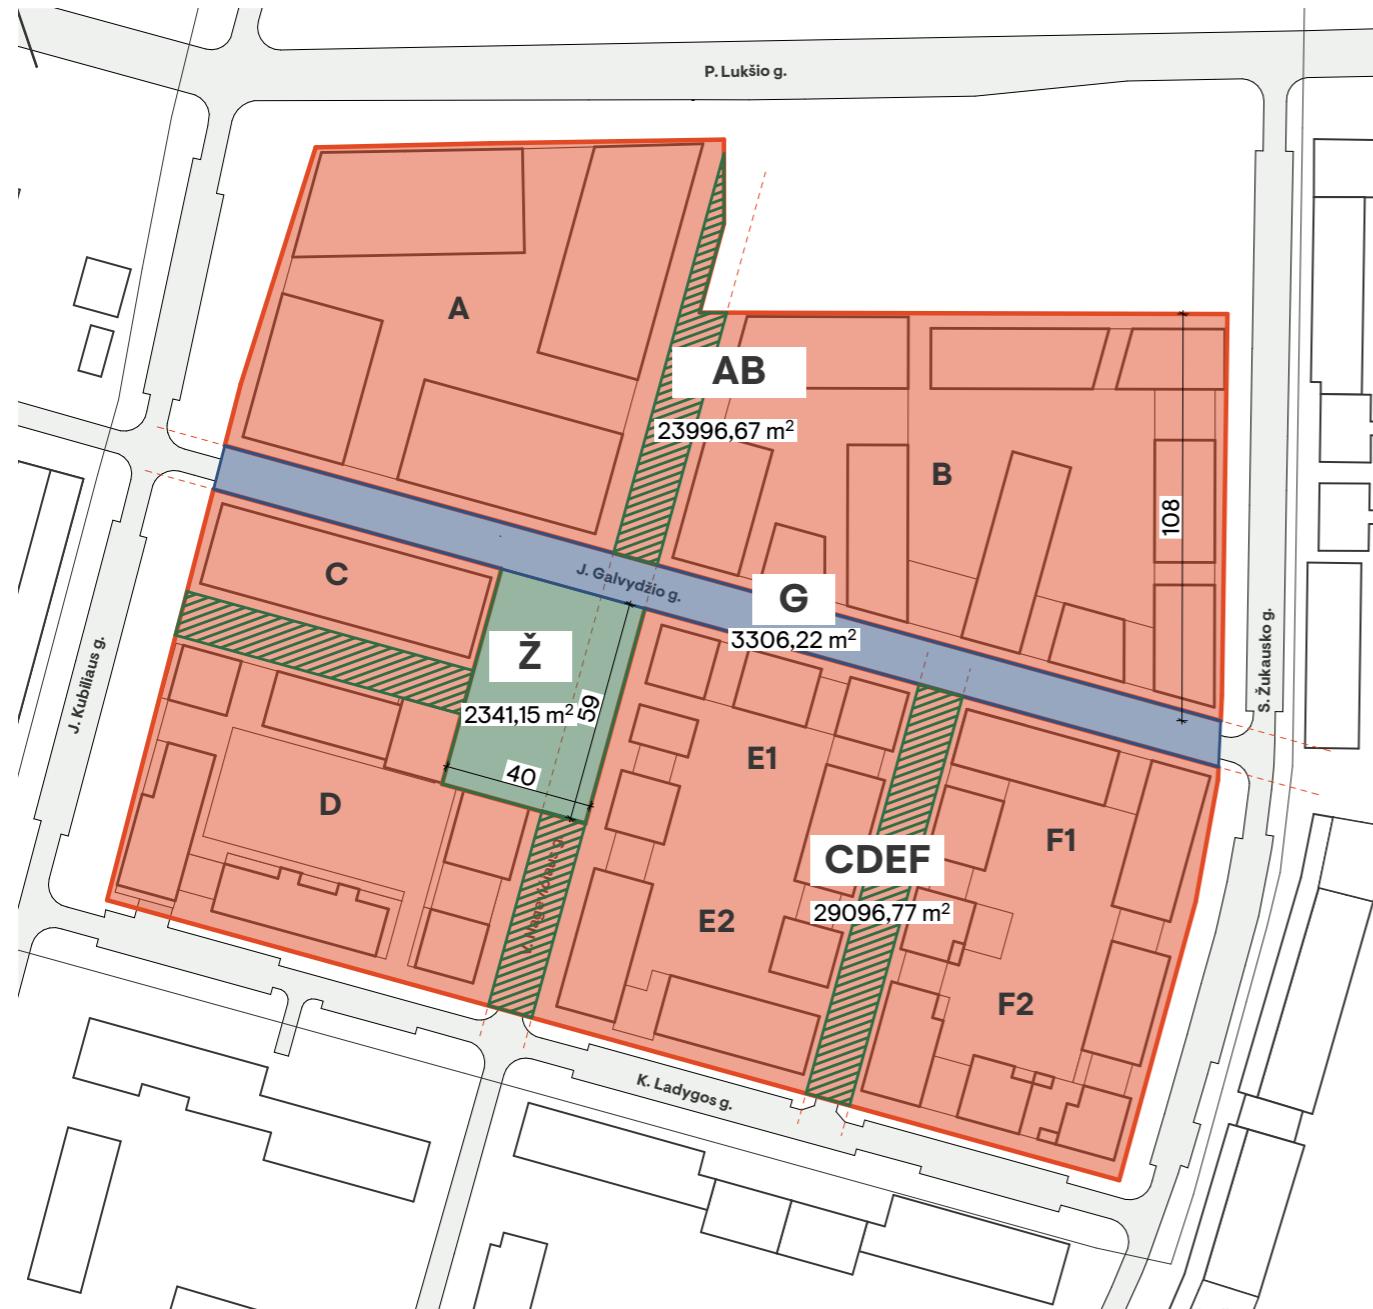 P. Lukšio g.
A
AB
23996,67 m²
B
108
C
J. Galvydžio g.
G
3306,22 m²
Ž
2341,15 m²
59
40
J. Kubiliaus g.
S. Žukausko g.
E1
D
F1
CDEF
29096,77 m²
V. Nagevičiaus g.
E2
F2
K. Ladygos g.